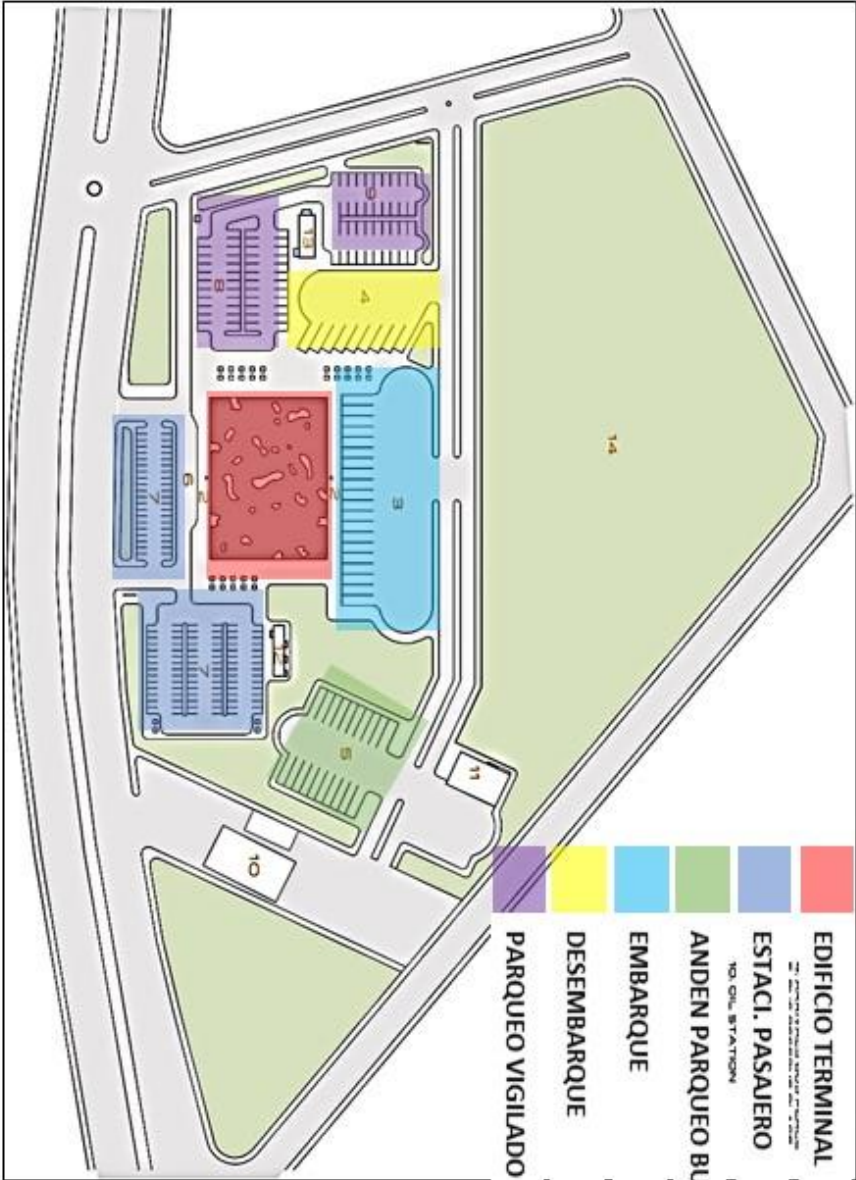 9
13
8
4
14
3
2
2
6
7
7
12
5
11
10
EDIFICIO TERMINAL
ESTACI. PASAJERO
10. OIL STATION
ANDEN PARQUEO BU
EMBARQUE
DESEMBARQUE
PARQUEO VIGILADO